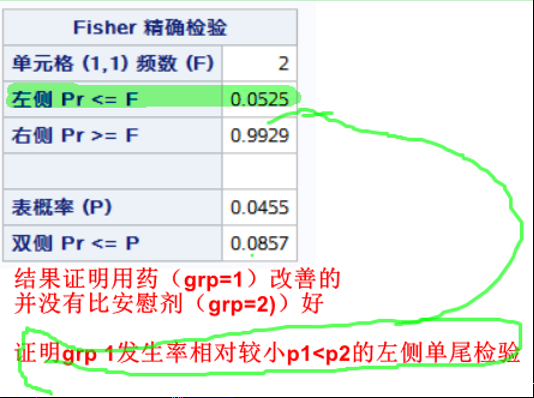 Fisher 精确检验
单元格 (1,1) 频数 (F) 2
左侧 Pr <= F 0.0525
右侧 Pr >= F 0.9929
表概率 (P) 0.0455
双侧 Pr <= P 0.0857
结果证明用药（grp=1）改善的
并没有比安慰剂（grp=2)）好
证明grp 1发生率相对较小p1<p2的左侧单尾检验